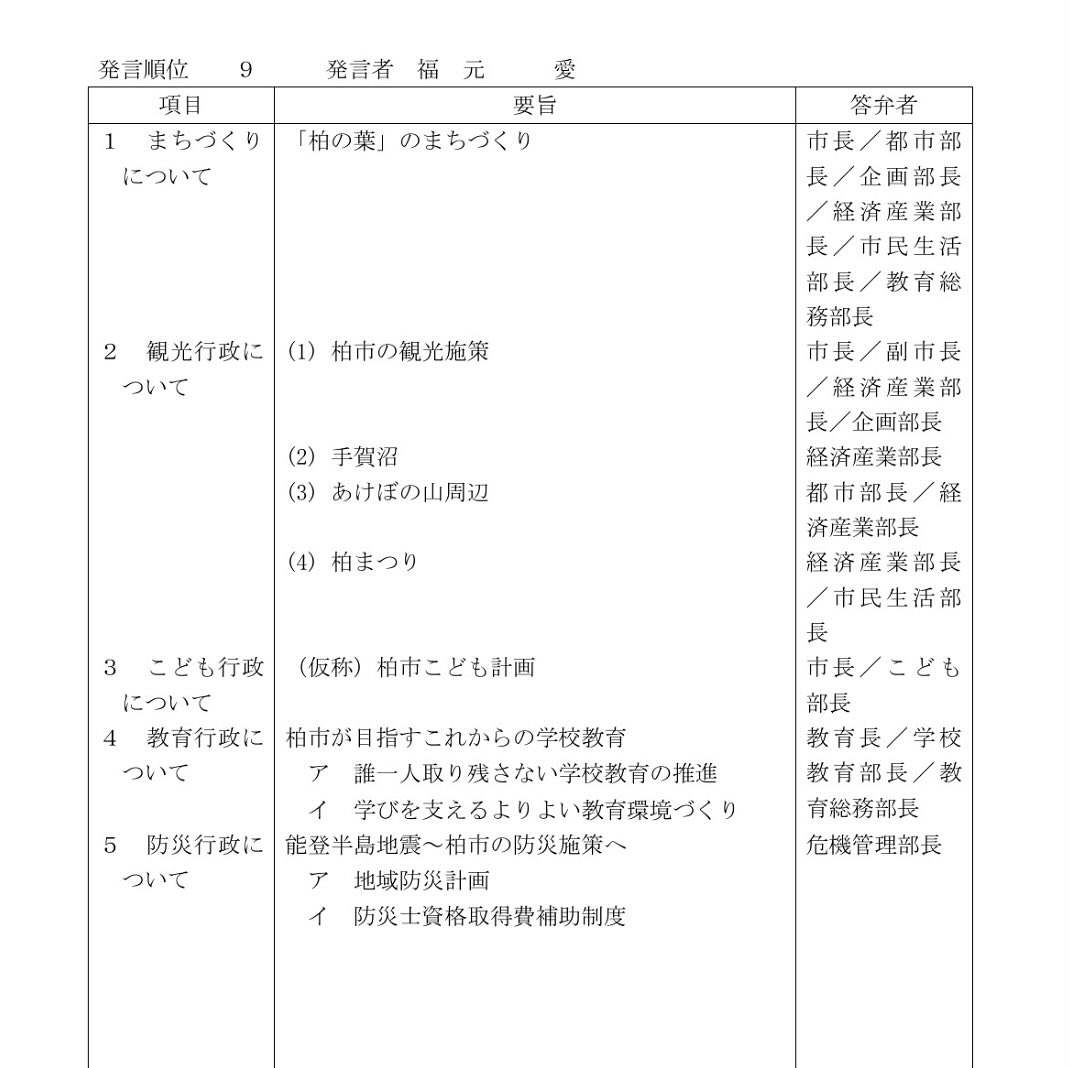 発言順位　　９　　　発言者　福　元　　　愛
項目　要旨　答弁者
１　まちづくり　「柏の葉」のまちづくり　市長／都市部
について　長／企画部長
／経済産業部
長／市民生活
部長／教育総
務部長
２　観光行政に　(1) 柏市の観光施策　市長／副市長
ついて　／経済産業部
長／企画部長
(2) 手賀沼　経済産業部長
(3) あけぼの山周辺　都市部長／経
済産業部長
(4) 柏まつり　経済産業部長
／市民生活部
長
３　こども行政　（仮称）柏市こども計画　市長／こども
について　部長
４　教育行政に　柏市が目指すこれからの学校教育　教育長／学校
ついて　ア　誰一人取り残さない学校教育の推進　教育部長／教
イ　学びを支えるよりよい教育環境づくり　育総務部長
５　防災行政に　能登半島地震～柏市の防災施策へ　危機管理部長
ついて　ア　地域防災計画
イ　防災士資格取得費補助制度